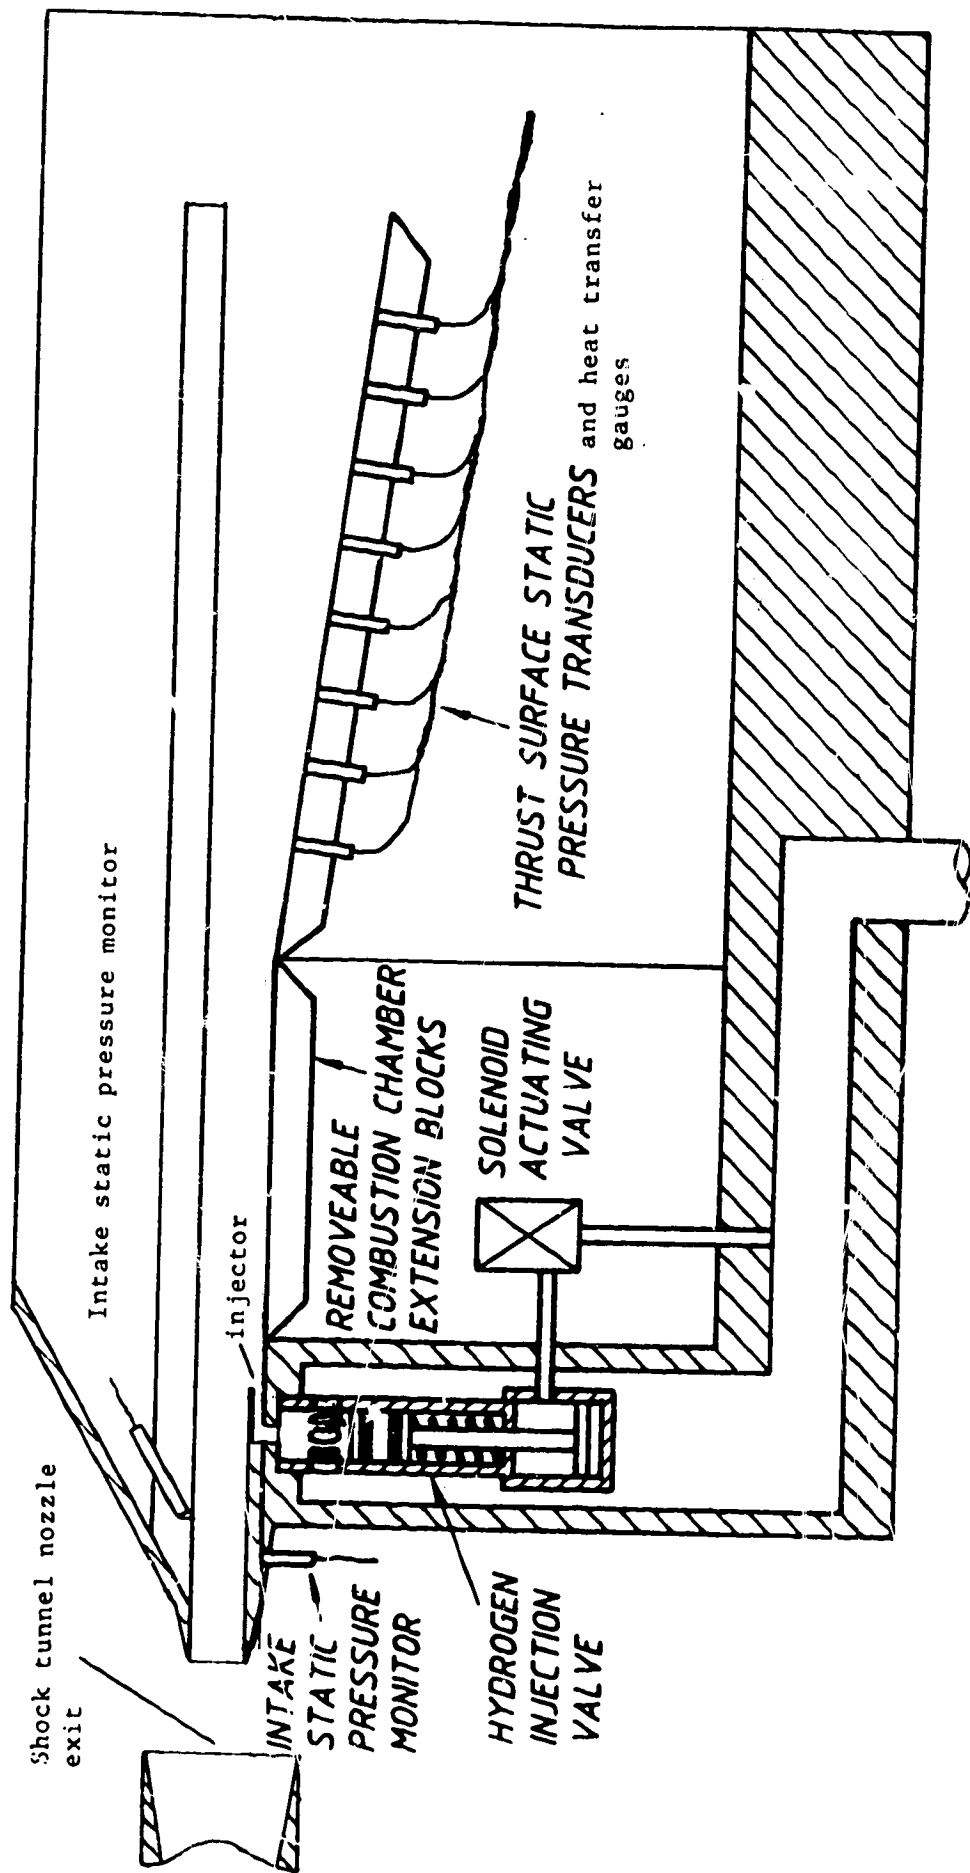 Shock tunnel nozzle
exit
Intake static pressure monitor
injector
INTAKE
STATIC
PRESSURE
MONITOR
HYDROGEN
INJECTION
VALVE
REMOVEABLE
COMBUSTION CHAMBER
EXTENSION BLOCKS
SOLENOID
ACTUATING
VALVE
THRUST SURFACE STATIC
PRESSURE TRANSDUCERS and heat transfer
gauges